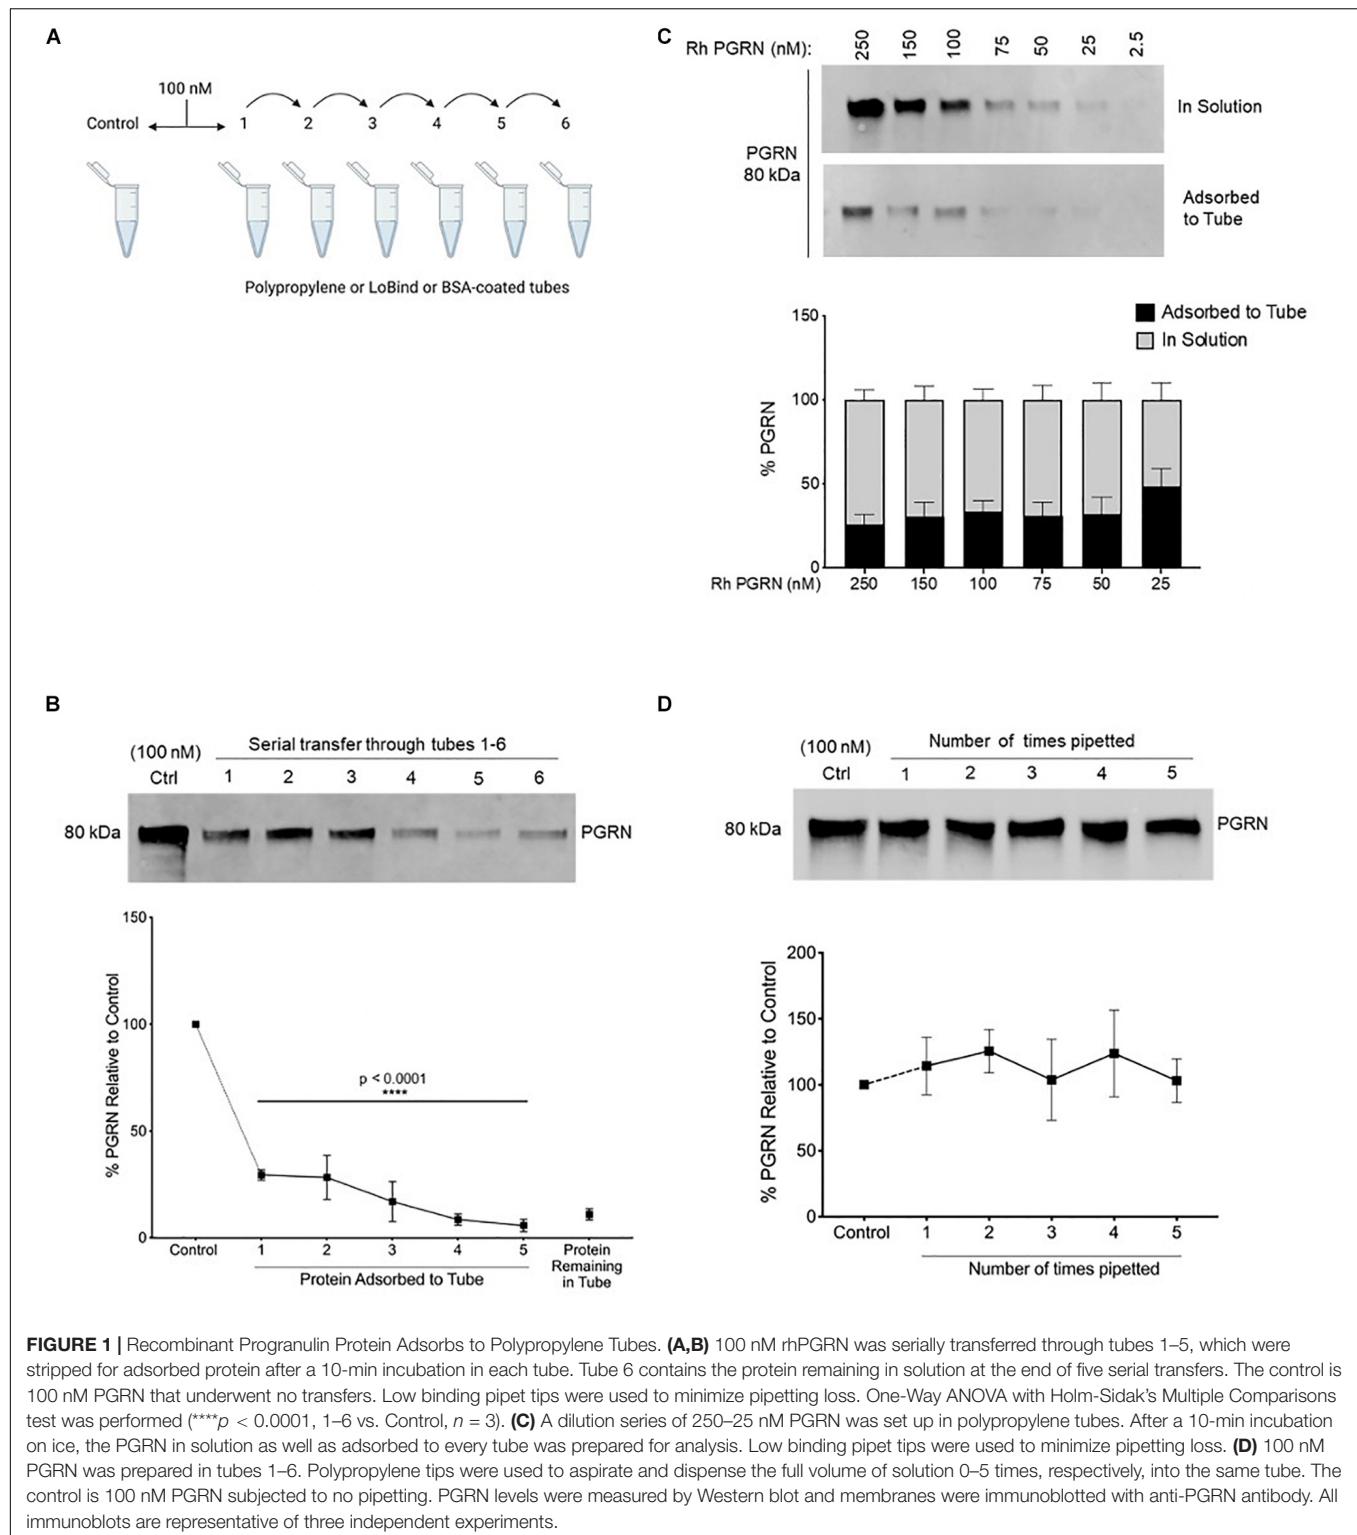 A
100 nM
Control
1 2 3 4 5 6
Polypropylene or LoBind or BSA-coated tubes
C
Rh PGRN (nM): 250 150 100 75 50 25 2.5
In Solution
PGRN
80 kDa
Adsorbed
to Tube
Adsorbed to Tube
In Solution
% PGRN
150
100
50
0
Rh PGRN (nM) 250 150 100 75 50 25
B
(100 nM) Serial transfer through tubes 1-6
Ctrl 1 2 3 4 5 6
80 kDa PGRN
% PGRN Relative to Control
150
100
50
0
p < 0.0001
****
Control 1 2 3 4 5 Protein
Remaining
in Tube
Protein Adsorbed to Tube
D
(100 nM) Number of times pipetted
Ctrl 1 2 3 4 5
80 kDa PGRN
% PGRN Relative to Control
200
150
100
50
0
Control 1 2 3 4 5
Number of times pipetted
FIGURE 1 | Recombinant Progranulin Protein Adsorbs to Polypropylene Tubes. (A,B) 100 nM rhPGRN was serially transferred through tubes 1–5, which were
stripped for adsorbed protein after a 10-min incubation in each tube. Tube 6 contains the protein remaining in solution at the end of five serial transfers. The control is
100 nM PGRN that underwent no transfers. Low binding pipet tips were used to minimize pipetting loss. One-Way ANOVA with Holm-Sidak's Multiple Comparisons
test was performed (****p < 0.0001, 1–6 vs. Control, n = 3). (C) A dilution series of 250–25 nM PGRN was set up in polypropylene tubes. After a 10-min incubation
on ice, the PGRN in solution as well as adsorbed to every tube was prepared for analysis. Low binding pipet tips were used to minimize pipetting loss. (D) 100 nM
PGRN was prepared in tubes 1–6. Polypropylene tips were used to aspirate and dispense the full volume of solution 0–5 times, respectively, into the same tube. The
control is 100 nM PGRN subjected to no pipetting. PGRN levels were measured by Western blot and membranes were immunoblotted with anti-PGRN antibody. All
immunoblots are representative of three independent experiments.